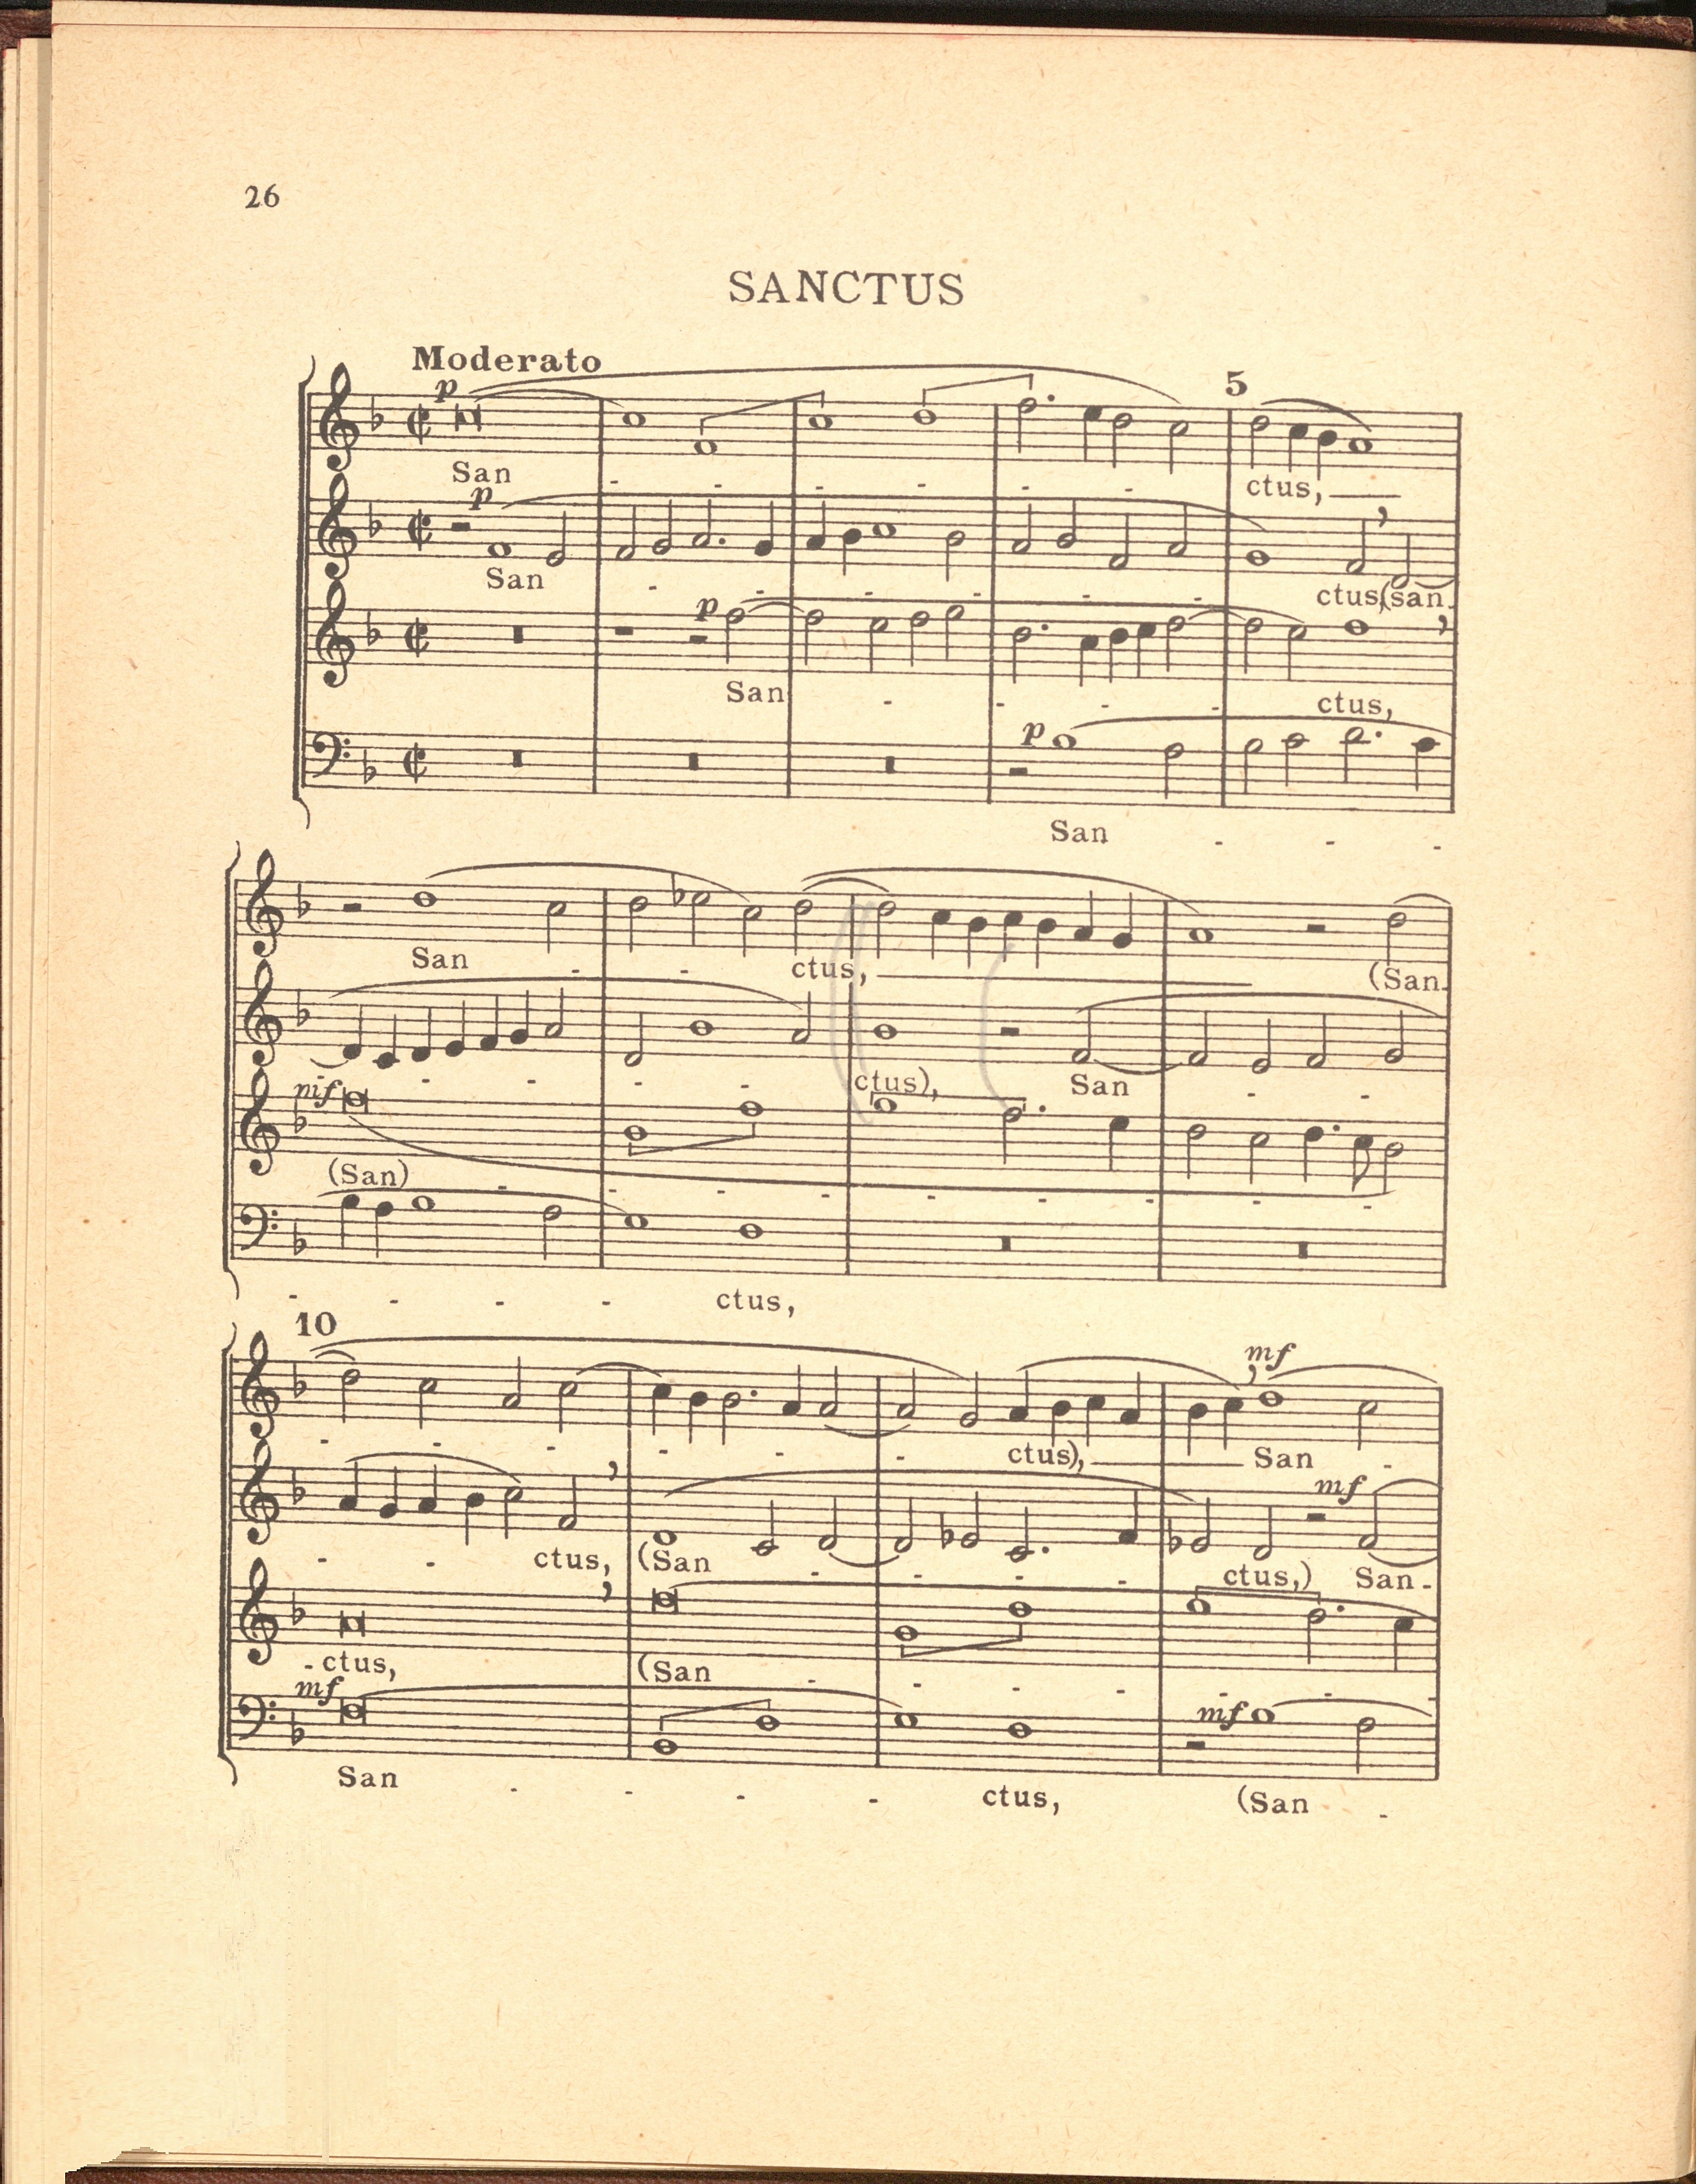 26
SANCTUS
Moderato
p
5
San - - - - - - ctus,
p
San - - - - - ctus, (san -
p
San - - - ctus,
p
San - - -
San - - ctus, (San -
- - - - - ctus), San - -
mf
(San) - - - - - - - - -
- - - - ctus,
10
mf
- - - - - - ctus), San -
mf
- - ctus, (San - - - - ctus,) San -
- ctus, (San - - - - - -
mf
mf
San - - - - ctus, (San -